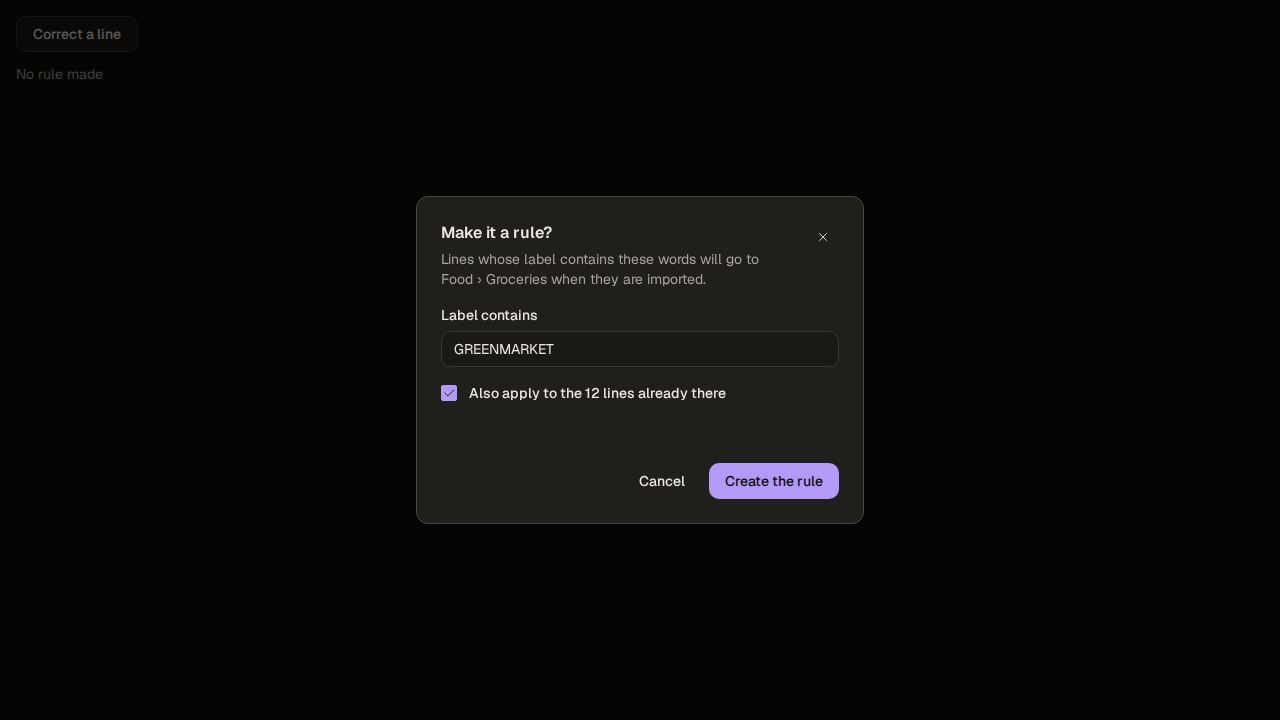 Correct a line
No rule made
Make it a rule?
Lines whose label contains these words will go to
Food › Groceries when they are imported.
Label contains
GREENMARKET
Also apply to the 12 lines already there
Cancel
Create the rule